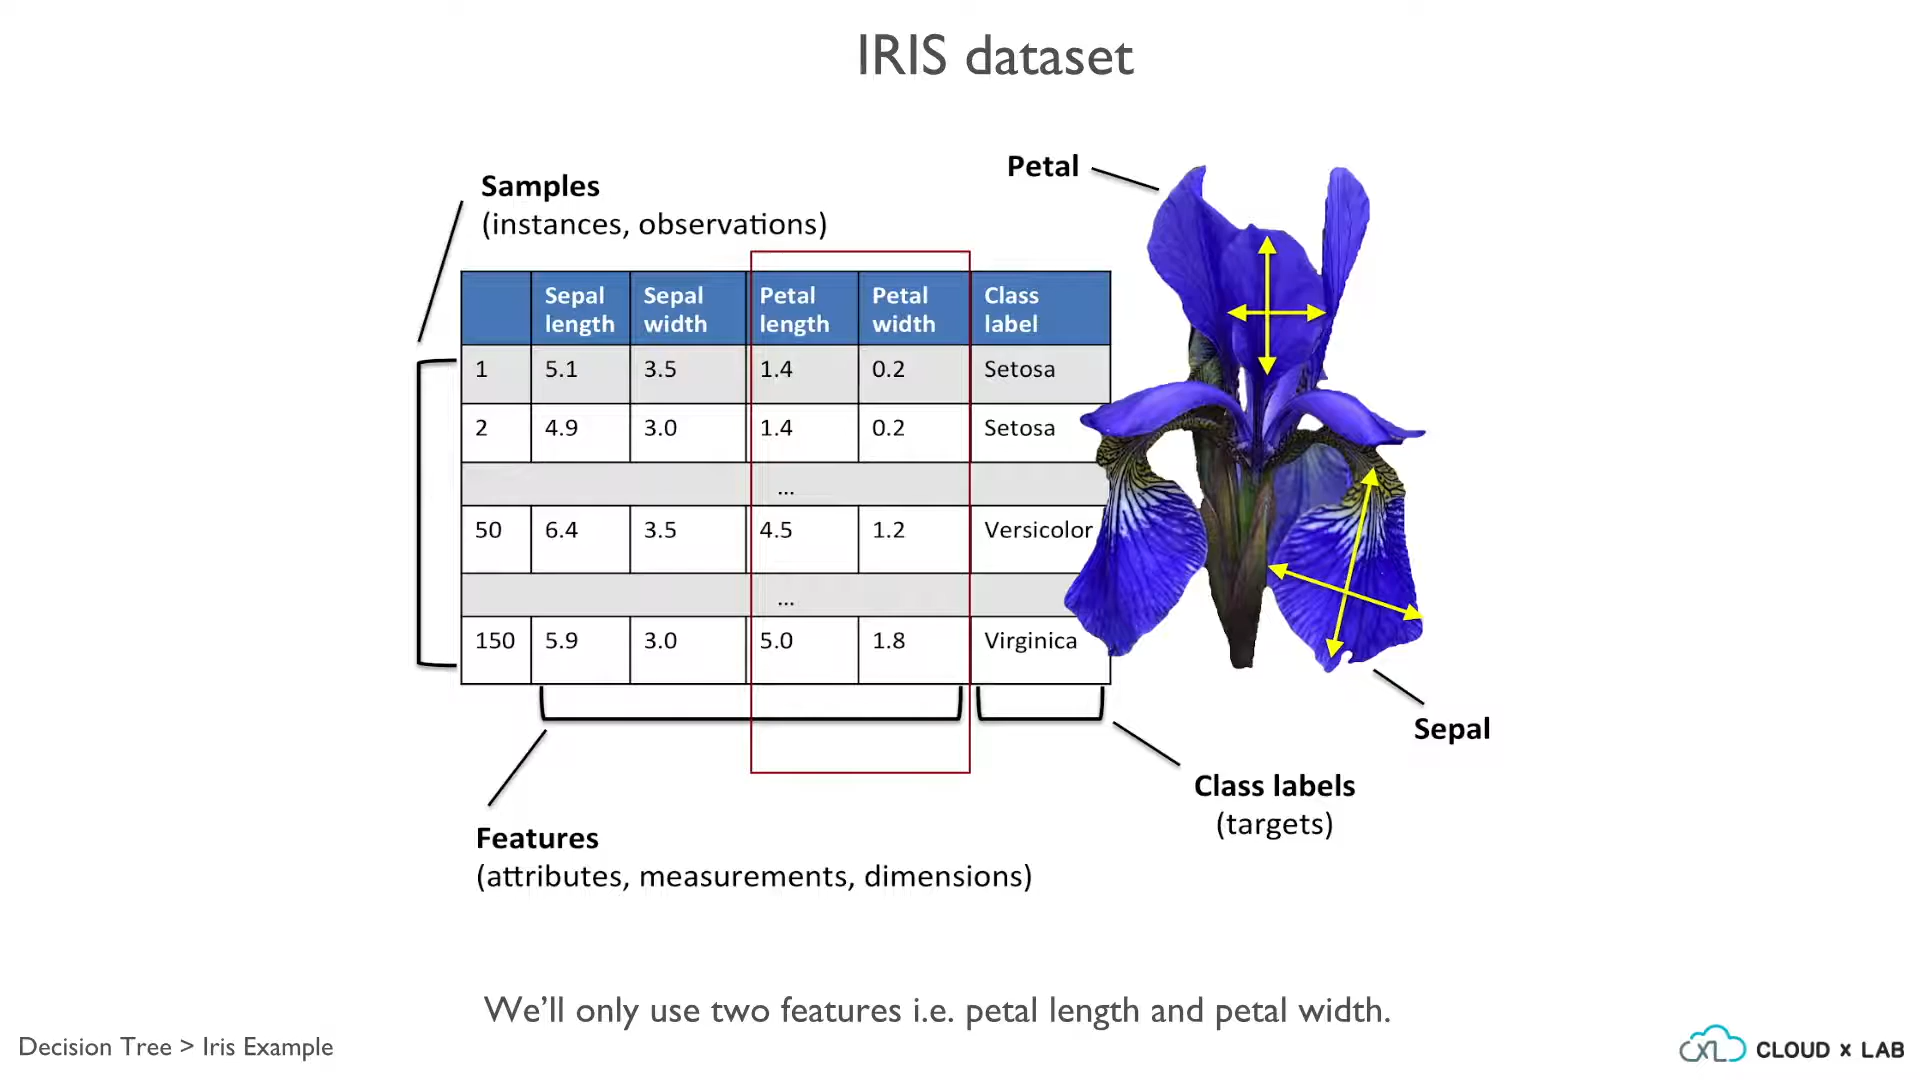 IRIS dataset
Samples
(instances, observations)
Petal
Sepal length Sepal width Petal length Petal width Class label
1 5.1 3.5 1.4 0.2 Setosa
2 4.9 3.0 1.4 0.2 Setosa
...
50 6.4 3.5 4.5 1.2 Versicolor
...
150 5.9 3.0 5.0 1.8 Virginica
Sepal
Class labels
(targets)
Features
(attributes, measurements, dimensions)
We’ll only use two features i.e. petal length and petal width.
Decision Tree > Iris Example
CXL CLOUD x LAB